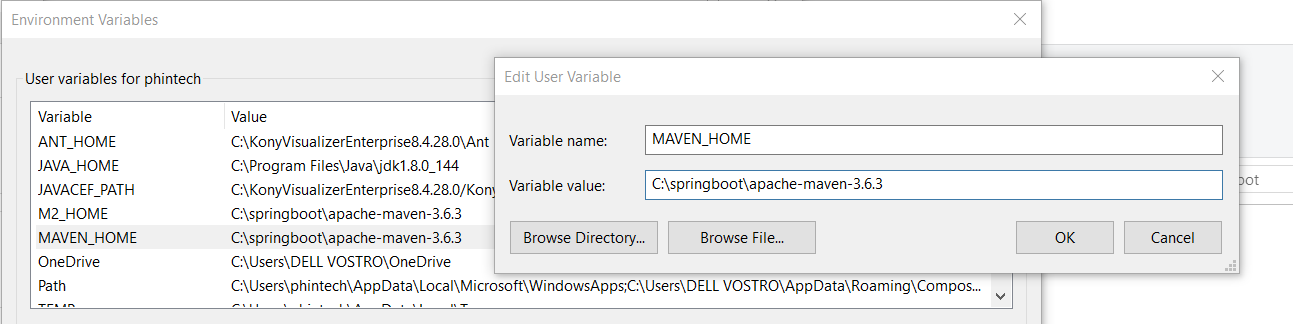 Environment Variables
User variables for phintech
Variable Value
ANT_HOME C:\KonyVisualizerEnterprise8.4.28.0\Ant
JAVA_HOME C:\Program Files\Java\jdk1.8.0_144
JAVACEF_PATH C:\KonyVisualizerEnterprise8.4.28.0/Kony
M2_HOME C:\springboot\apache-maven-3.6.3
MAVEN_HOME C:\springboot\apache-maven-3.6.3
OneDrive C:\Users\DELL VOSTRO\OneDrive
Path C:\Users\phintech\AppData\Local\Microsoft\WindowsApps;C:\Users\DELL VOSTRO\AppData\Roaming\Compos...
Edit User Variable
Variable name: MAVEN_HOME
Variable value: C:\springboot\apache-maven-3.6.3
Browse Directory... Browse File... OK Cancel
oot